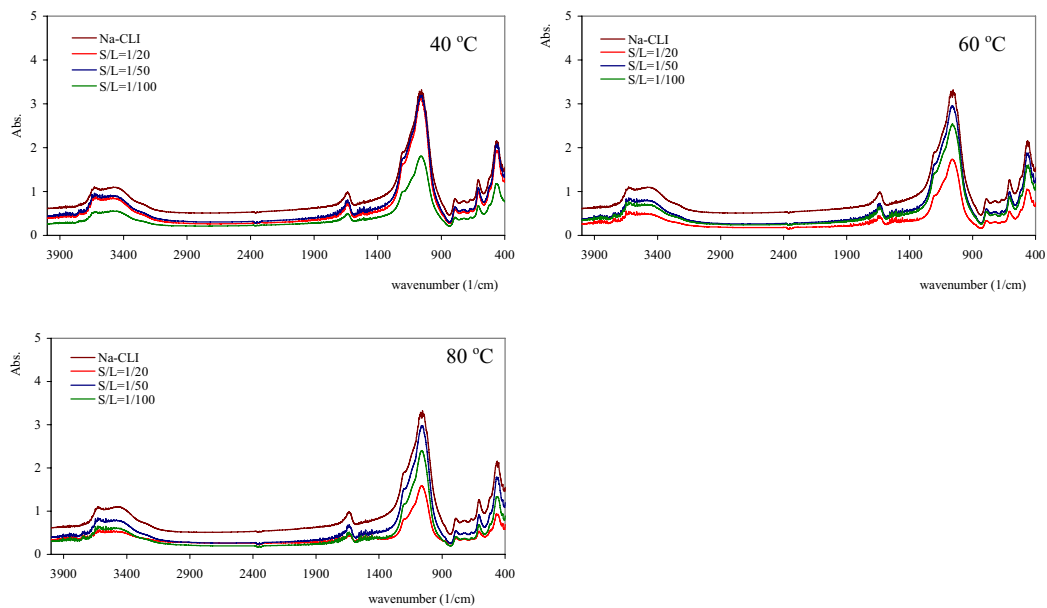 5
4
3
2
1
0
Abs.
Na-CLI
S/L=1/20
S/L=1/50
S/L=1/100
40 °C
3900 3400 2900 2400 1900 1400 900 400
wavenumber (1/cm)
5
4
3
2
1
0
Abs.
Na-CLI
S/L=1/20
S/L=1/50
S/L=1/100
60 °C
3900 3400 2900 2400 1900 1400 900 400
wavenumber (1/cm)
5
4
3
2
1
0
Abs.
Na-CLI
S/L=1/20
S/L=1/50
S/L=1/100
80 °C
3900 3400 2900 2400 1900 1400 900 400
wavenumber (1/cm)